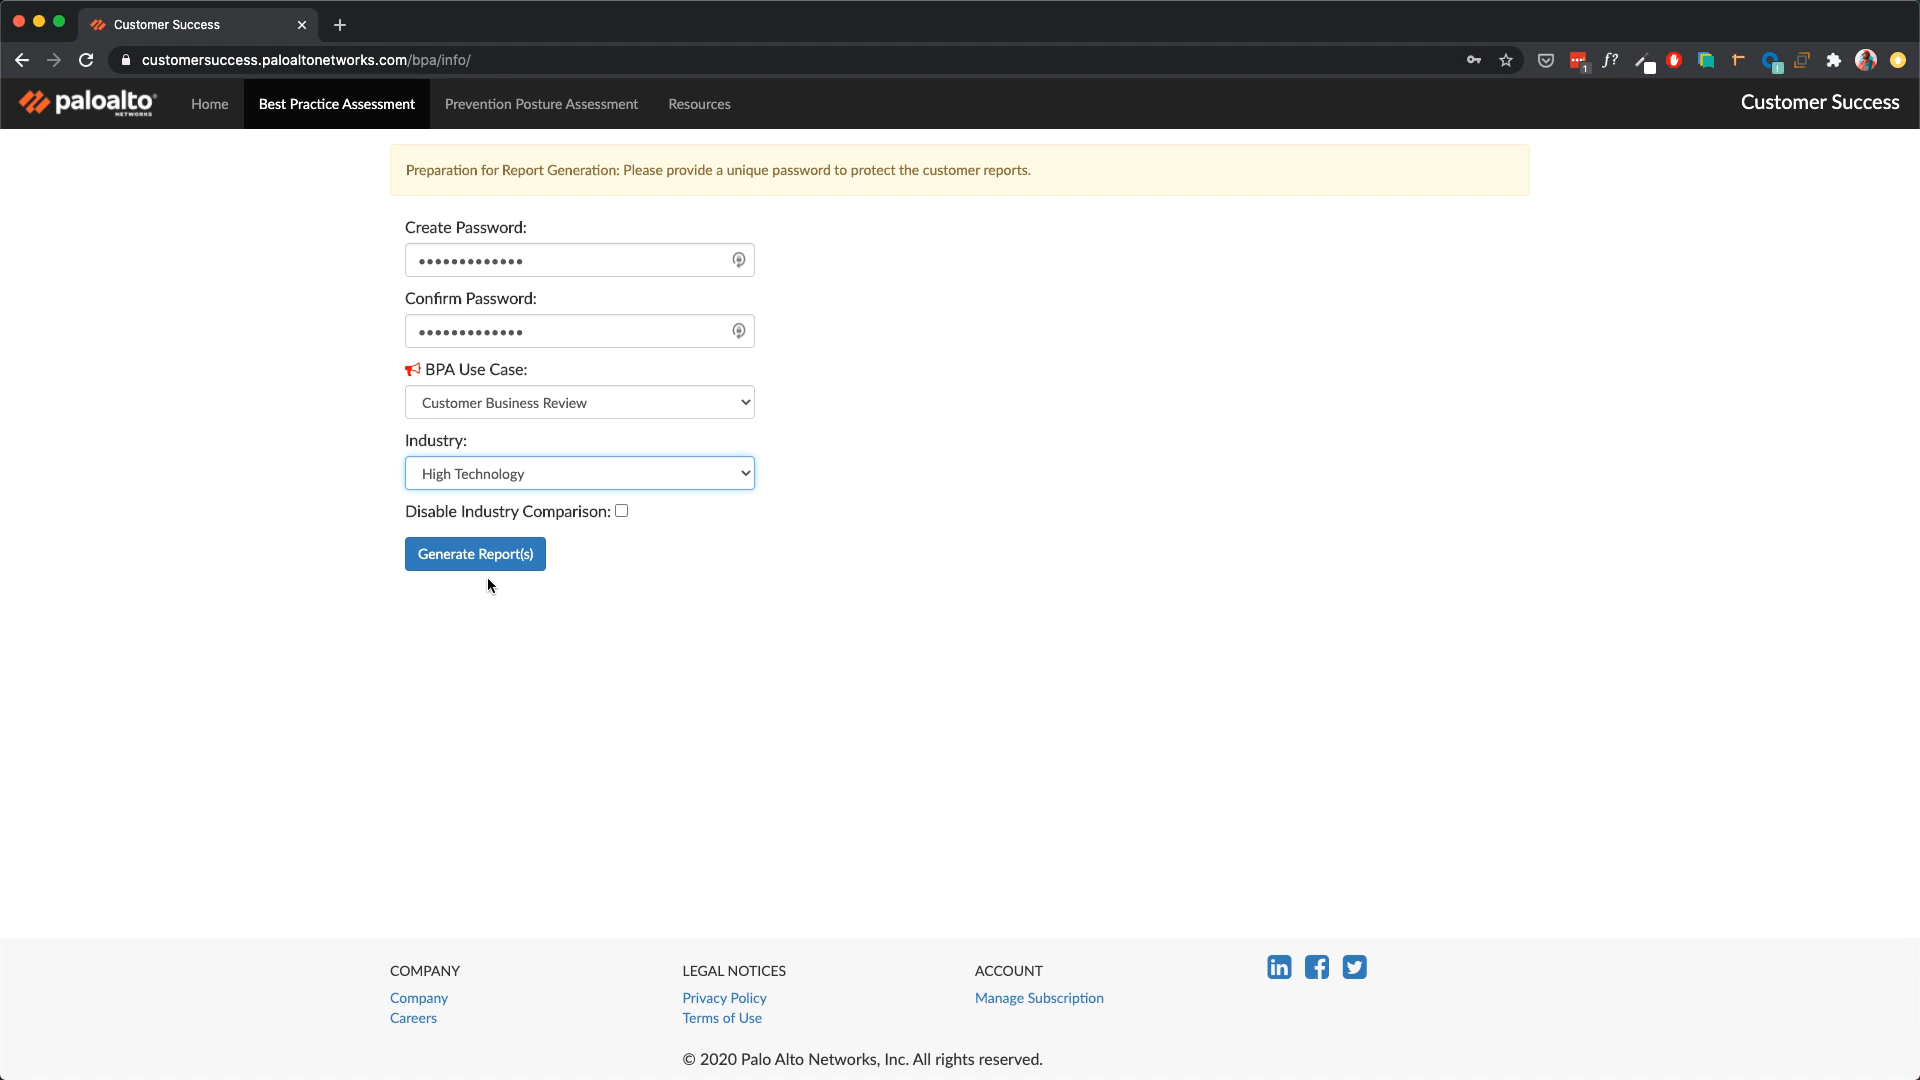 Customer Success
customersuccess.paloaltonetworks.com/bpa/info/
1
f?
paloalto
NETWORKS
Home
Best Practice Assessment
Prevention Posture Assessment
Resources
Customer Success
Preparation for Report Generation: Please provide a unique password to protect the customer reports.
Create Password:
•••••••••••••
Confirm Password:
•••••••••••••
BPA Use Case:
Customer Business Review
Industry:
High Technology
Disable Industry Comparison:
Generate Report(s)
COMPANY
Company
Careers
LEGAL NOTICES
Privacy Policy
Terms of Use
ACCOUNT
Manage Subscription
© 2020 Palo Alto Networks, Inc. All rights reserved.